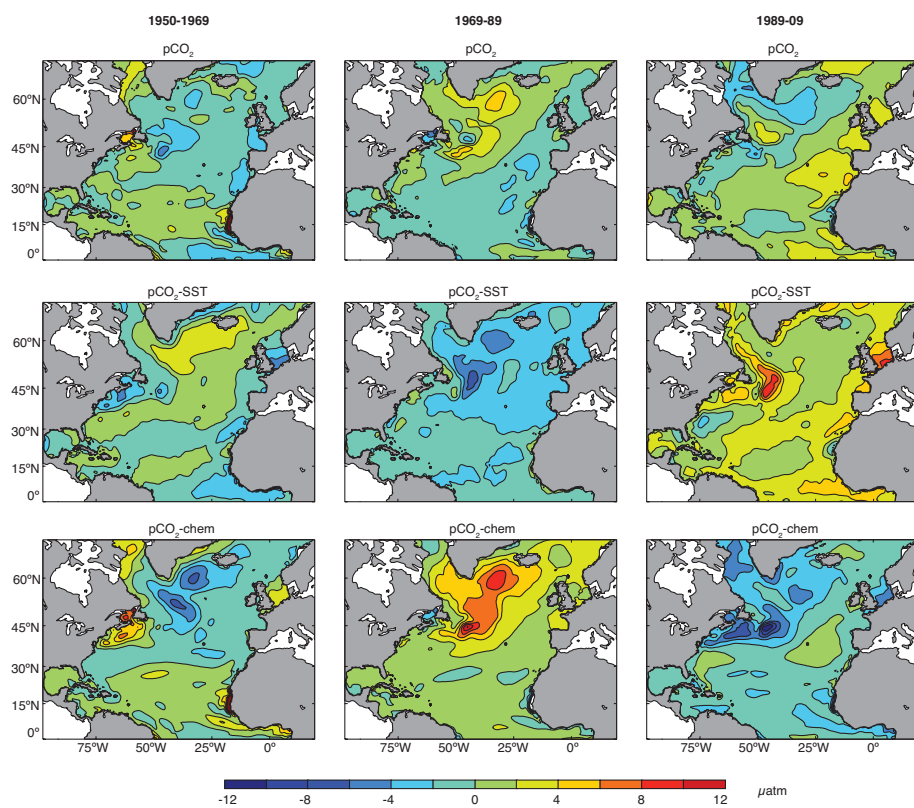 1950-1969 1969-89 1989-09
pCO₂ pCO₂ pCO₂
60°N
45°N
30°N
15°N
0°
pCO₂-SST pCO₂-SST pCO₂-SST
60°N
45°N
30°N
15°N
0°
pCO₂-chem pCO₂-chem pCO₂-chem
60°N
45°N
30°N
15°N
0°
75°W 50°W 25°W 0° 75°W 50°W 25°W 0° 75°W 50°W 25°W 0°
-12 -8 -4 0 4 8 12 µatm